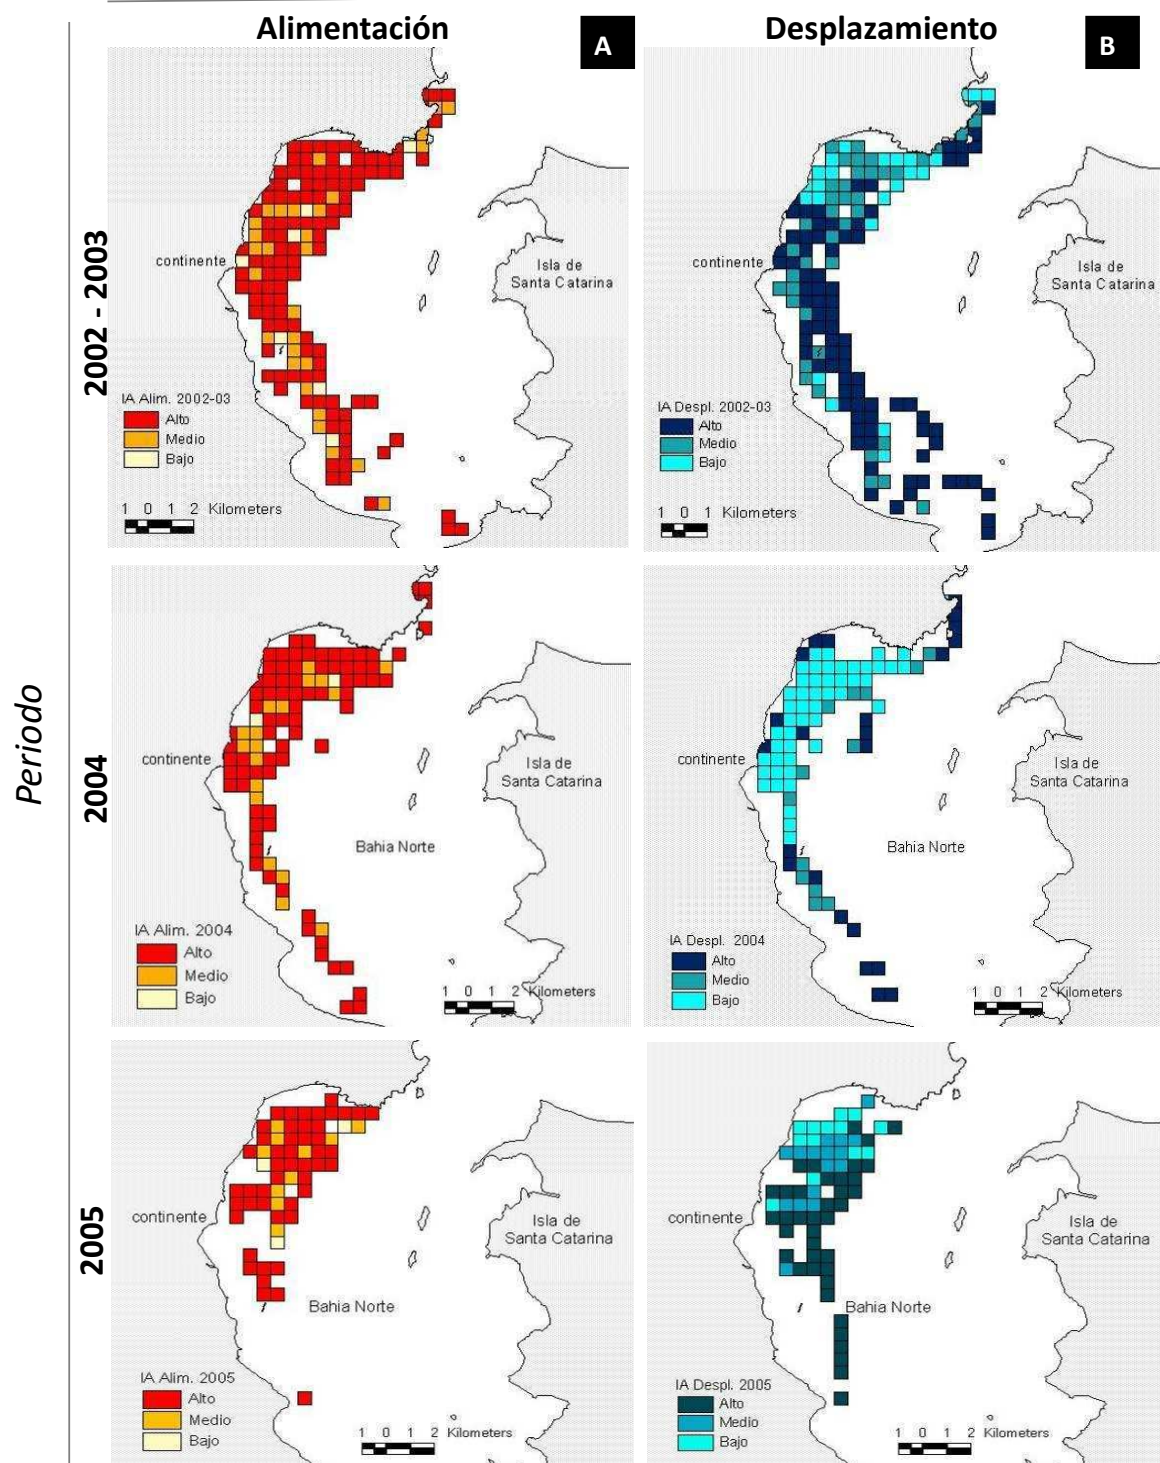 Alimentación
A
Desplazamiento
B
Periodo
2002 - 2003
continente
Isla de
Santa Catarina
IA Alim. 2002-03
Alto
Medio
Bajo
1 0 1 2 Kilometers
continente
Isla de
Santa Catarina
IA Despl. 2002-03
Alto
Medio
Bajo
1 0 1 Kilometers
2004
continente
Isla de
Santa Catarina
Bahia Norte
IA Alim. 2004
Alto
Medio
Bajo
1 0 1 2 Kilometers
continente
Isla de
Santa Catarina
Bahia Norte
IA Despl. 2004
Alto
Medio
Bajo
1 0 1 2 Kilometers
2005
continente
Isla de
Santa Catarina
Bahia Norte
IA Alim. 2005
Alto
Medio
Bajo
1 0 1 2 Kilometers
continente
Isla de
Santa Catarina
Bahia Norte
IA Despl. 2005
Alto
Medio
Bajo
1 0 1 2 Kilometers